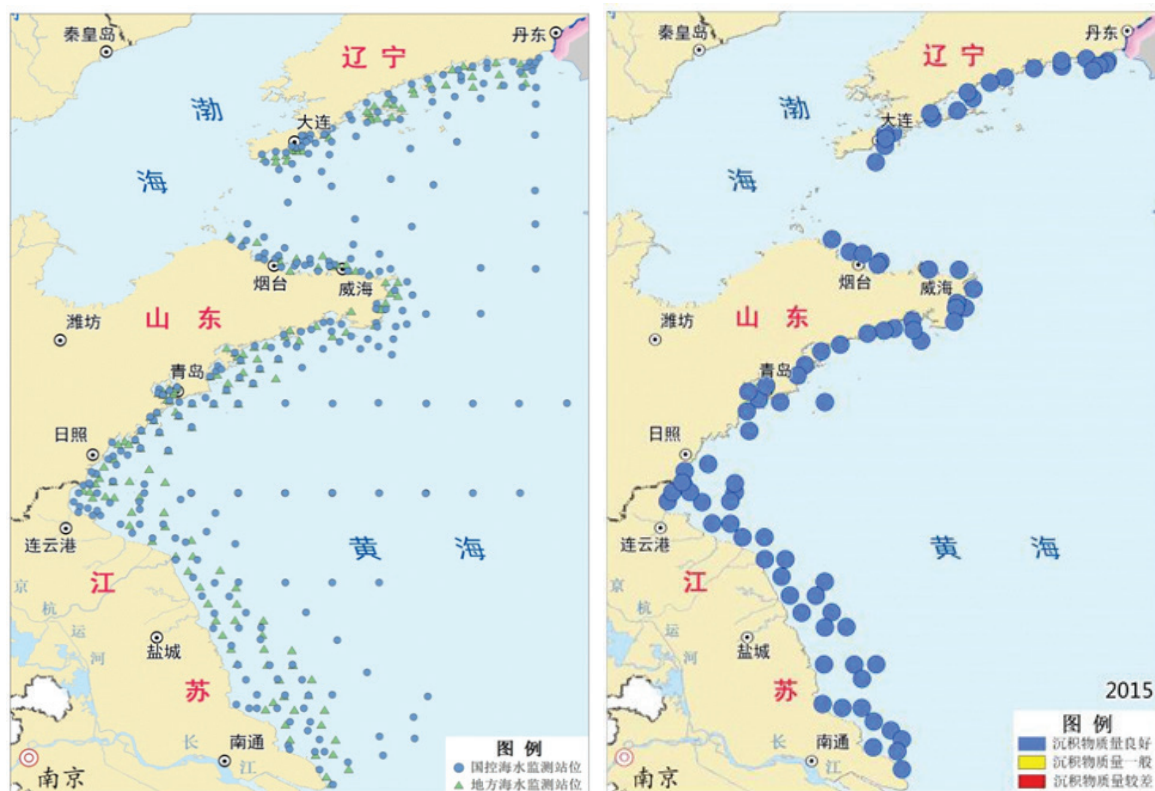 秦皇岛
丹东
辽宁
渤
大连
海
烟台
威海
山东
潍坊
青岛
日照
连云港
黄海
江
京
杭
运
河
盐城
苏
南通
长
江
南京
图例
国控海水监测站位
地方海水监测站位
秦皇岛
丹东
辽宁
渤
大连
海
烟台
威海
山东
潍坊
青岛
日照
连云港
黄海
江
京
杭
运
河
盐城
苏
2015
南通
长
江
南京
图例
沉积物质量良好
沉积物质量一般
沉积物质量较差